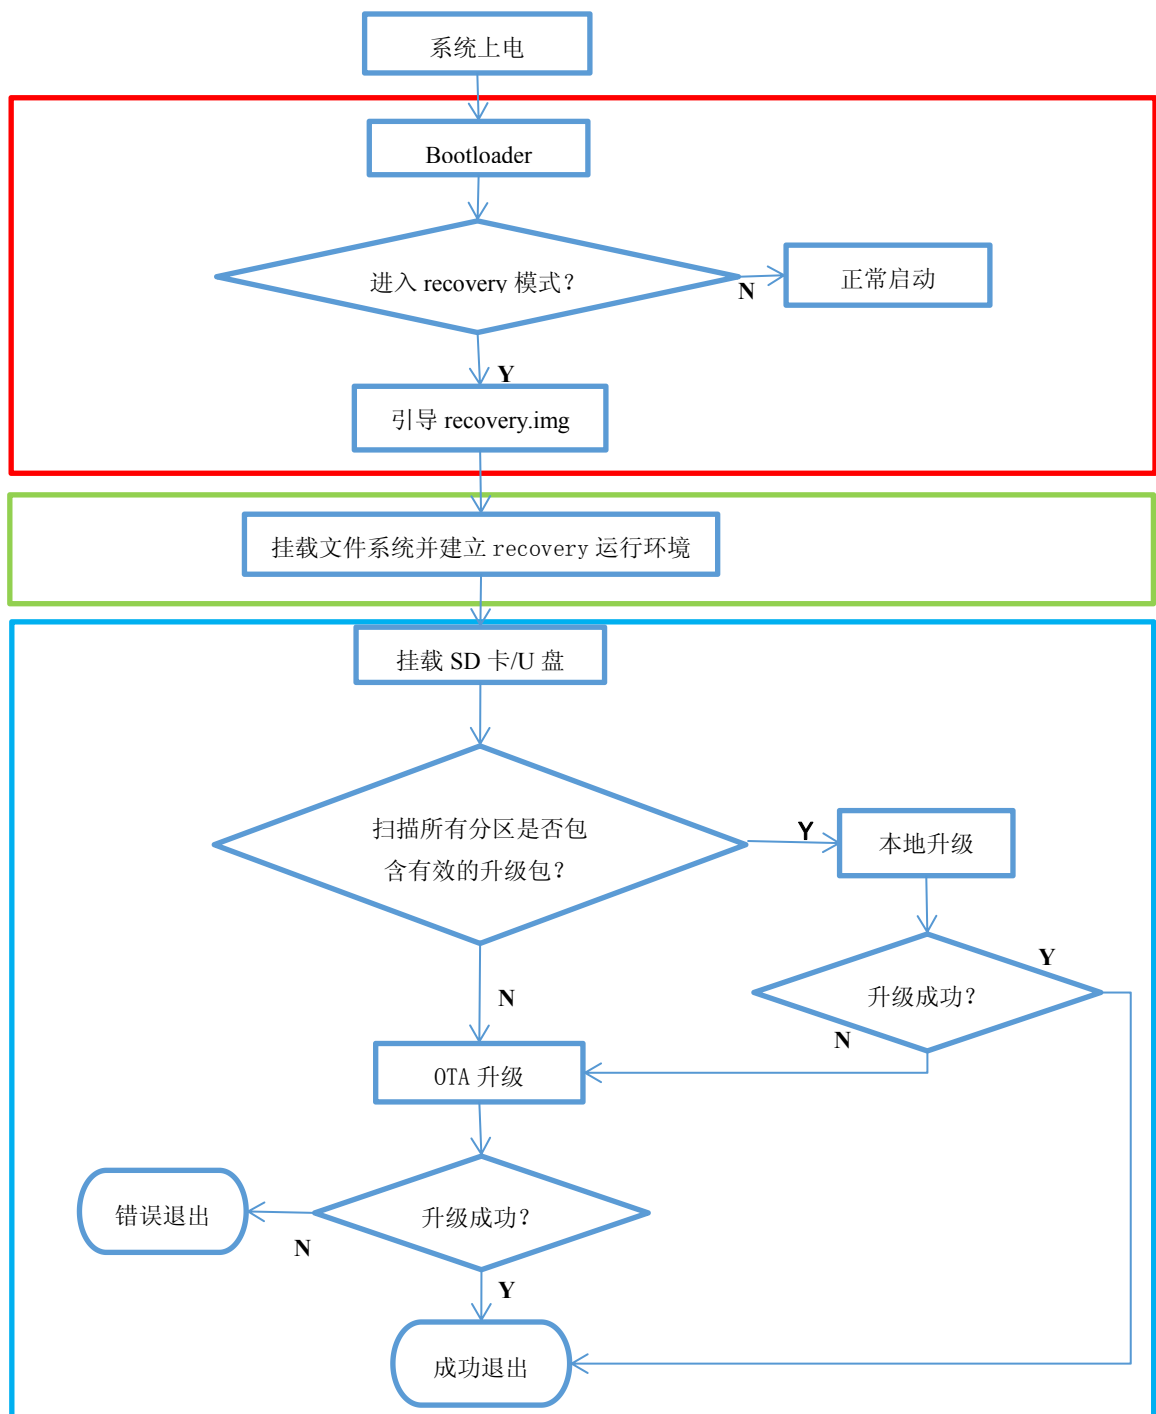 系统上电
Bootloader
进入 recovery 模式？
N
正常启动
Y
引导 recovery.img
挂载文件系统并建立 recovery 运行环境
挂载 SD 卡/U 盘
扫描所有分区是否包
含有效的升级包？
Y
本地升级
N
升级成功？
Y
N
OTA 升级
升级成功？
N
错误退出
Y
成功退出